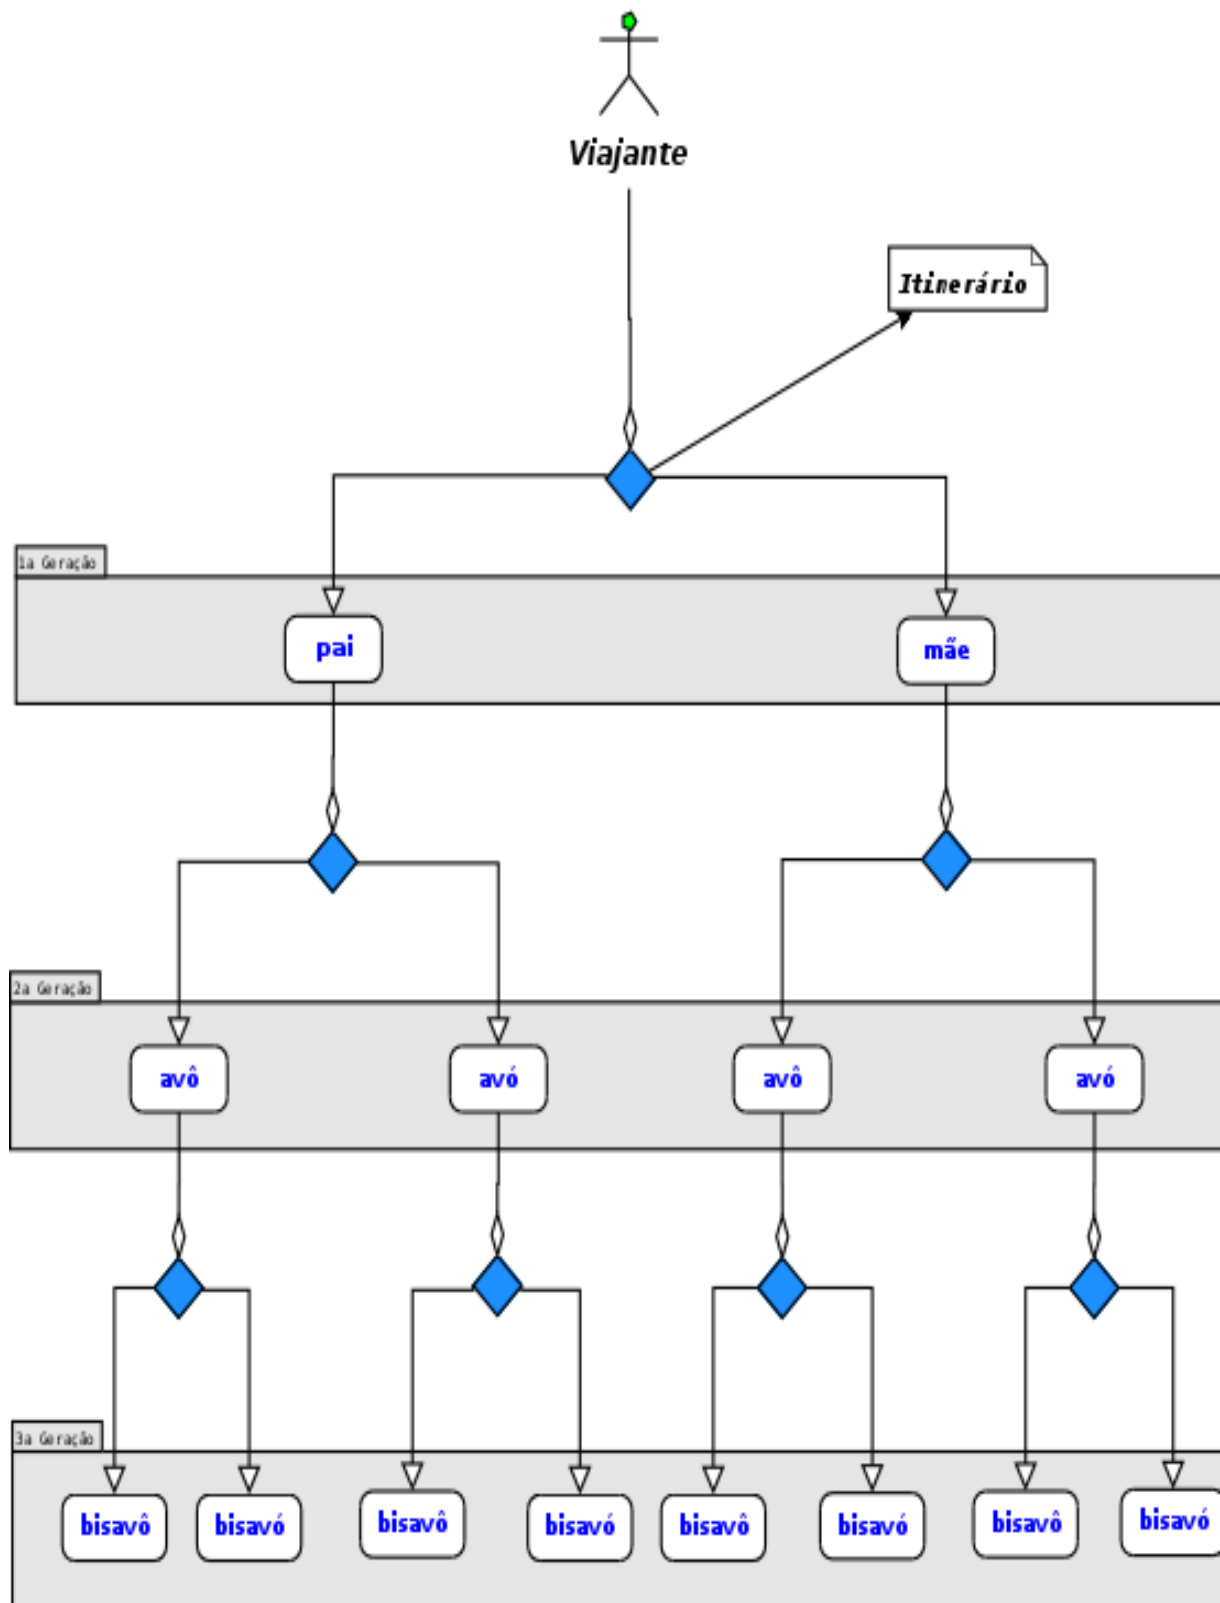 Viajante
Itinerário
1a Geração
pai
mãe
2a Geração
avô
avó
avô
avó
3a Geração
bisavô
bisavó
bisavô
bisavó
bisavô
bisavó
bisavô
bisavó